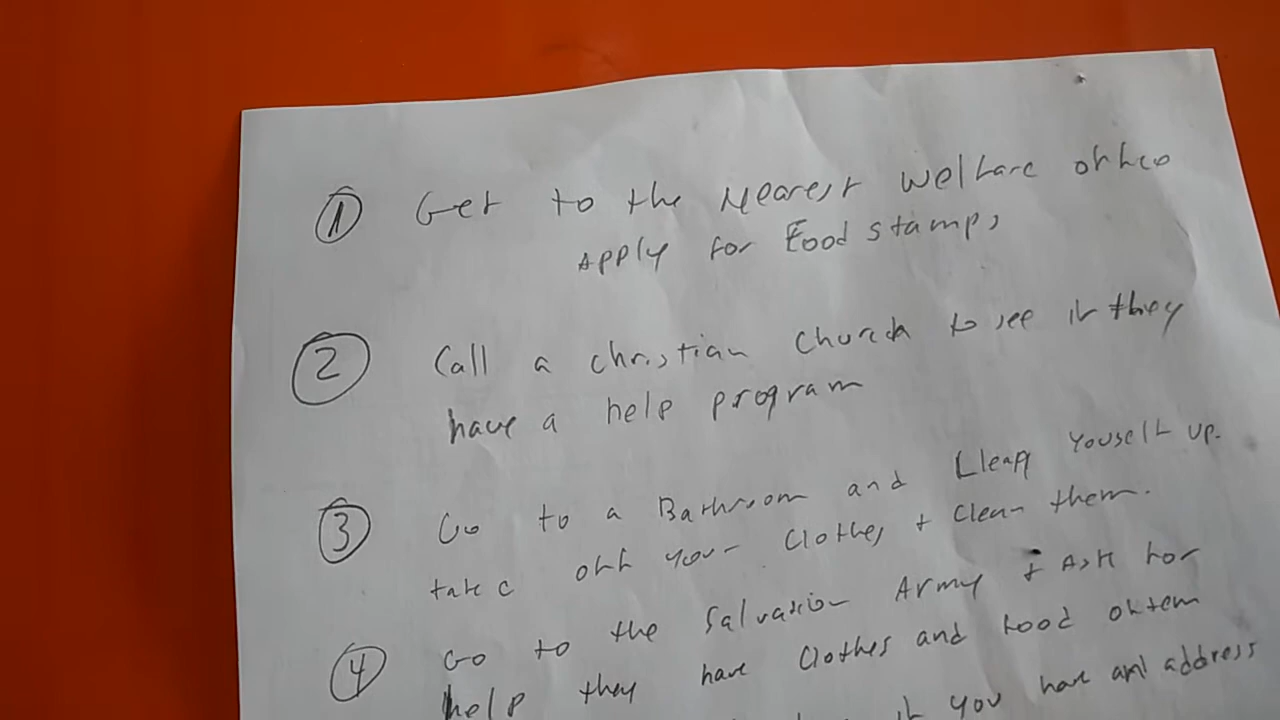 ① Get to the Nearest welfare office
Apply for Food stamps
② Call a christian church to see if they
have a help program
③ Go to a Bathroom and Clean Youself up.
take off your clothes + clean them.
④ Go to the Salvation Army + Ask for
help they have clothes and food often
if you have an address